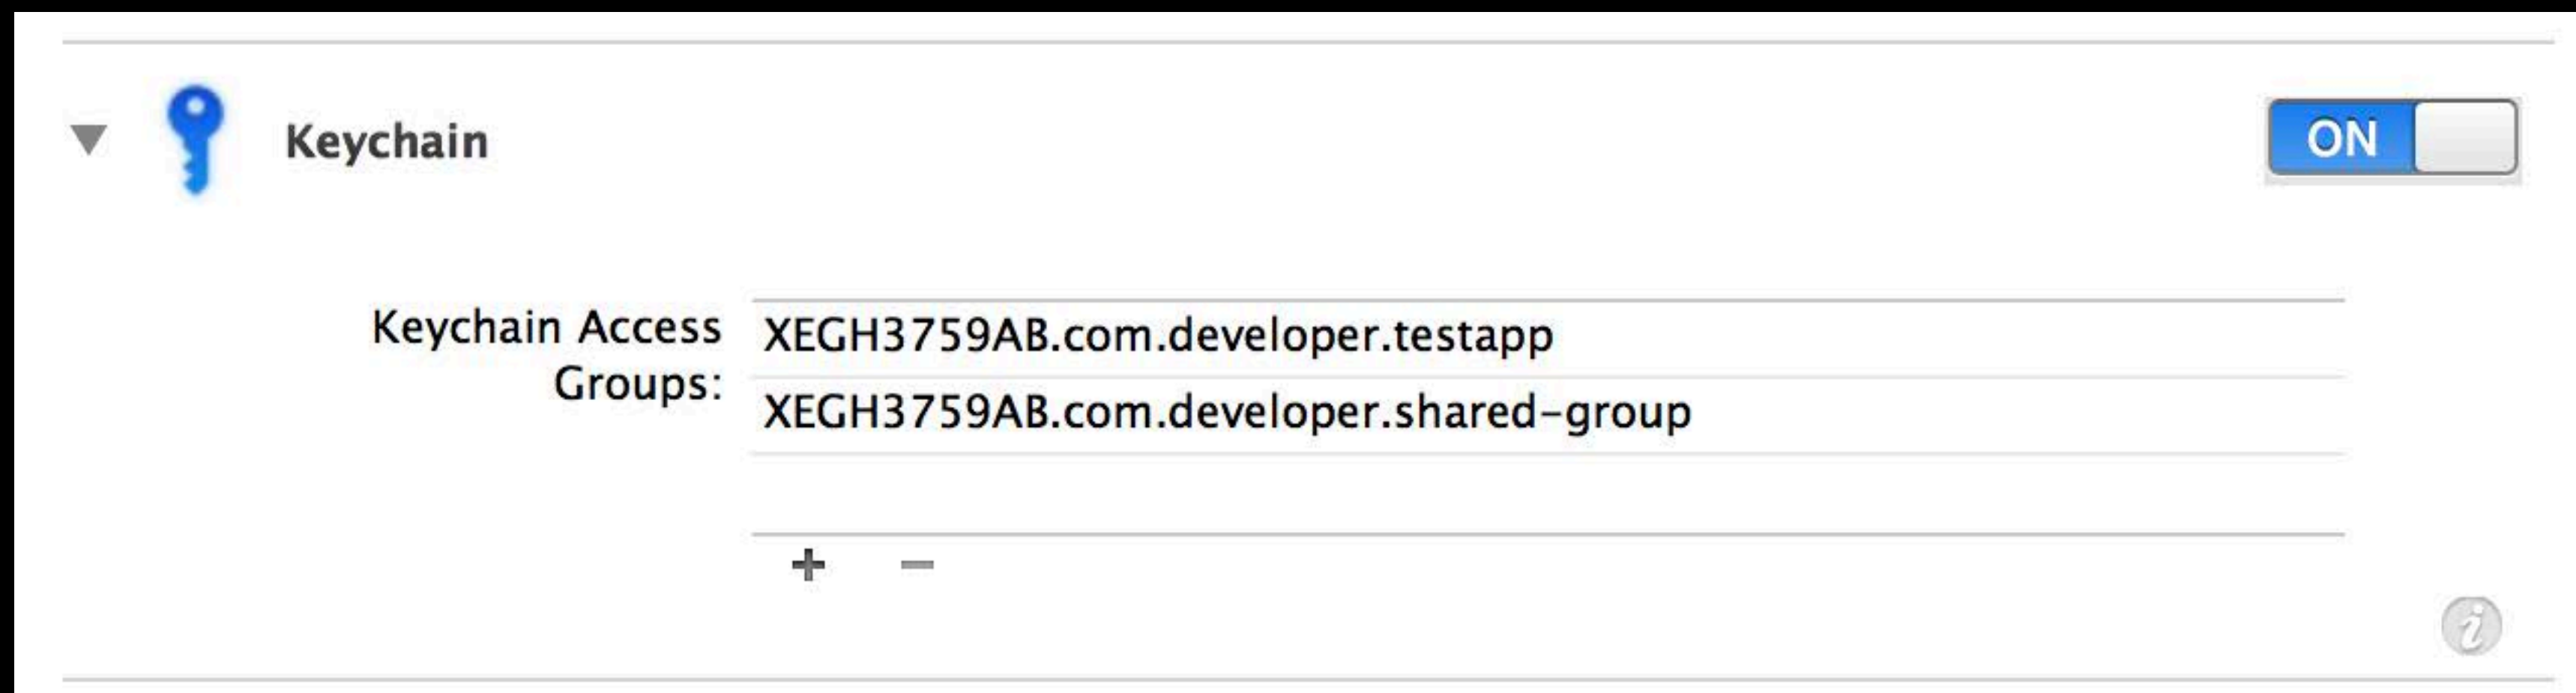 Keychain
ON
Keychain Access
Groups:
XEGH3759AB.com.developer.testapp
XEGH3759AB.com.developer.shared-group